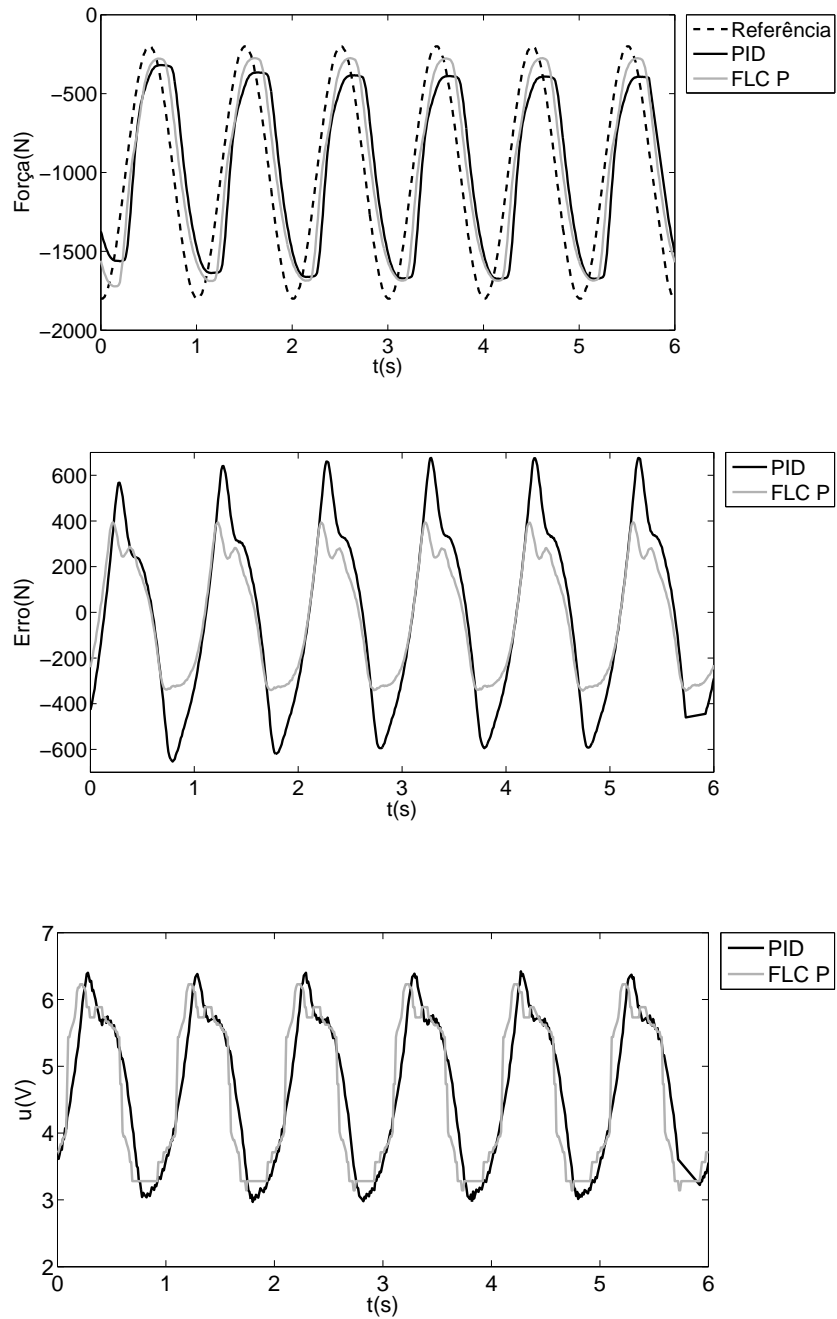 0
−500
−1000
−1500
−2000
Força(N)
0 1 2 3 4 5 6
t(s)
Referência
PID
FLC P
600
400
200
0
−200
−400
−600
Erro(N)
0 1 2 3 4 5 6
t(s)
PID
FLC P
7
6
5
4
3
2
u(V)
0 1 2 3 4 5 6
t(s)
PID
FLC P